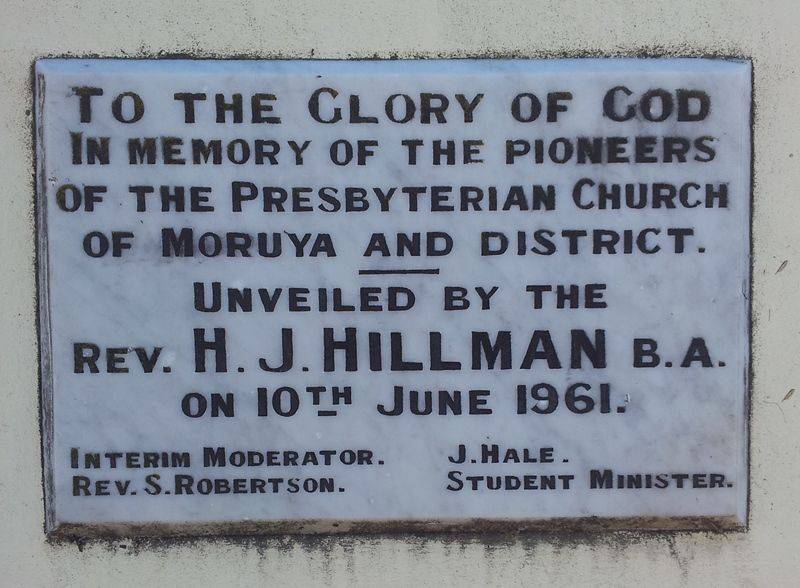 TO THE GLORY OF GOD
IN MEMORY OF THE PIONEERS
OF THE PRESBYTERIAN CHURCH
OF MORUYA AND DISTRICT.
UNVEILED BY THE
REV. H. J. HILLMAN B.A.
ON 10TH JUNE 1961.
INTERIM MODERATOR.
REV. S. ROBERTSON.
J. HALE.
STUDENT MINISTER.